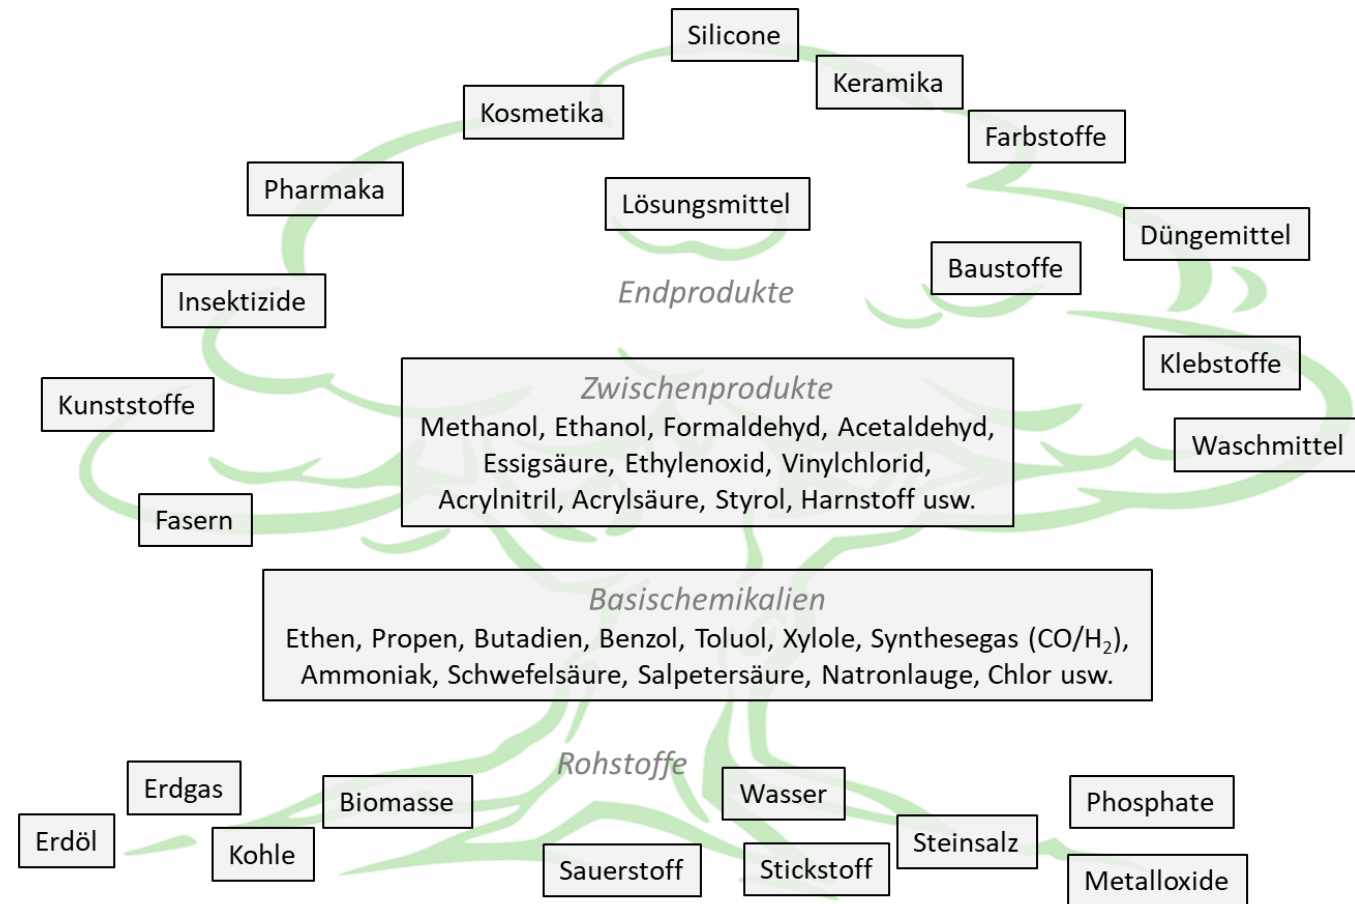 Silicone
Keramika
Kosmetika
Farbstoffe
Pharmaka
Lösungsmittel
Düngemittel
Baustoffe
Endprodukte
Insektizide
Klebstoffe
Kunststoffe
Zwischenprodukte
Methanol, Ethanol, Formaldehyd, Acetaldehyd,
Essigsäure, Ethylenoxid, Vinylchlorid,
Acrylnitril, Acrylsäure, Styrol, Harnstoff usw.
Waschmittel
Fasern
Basischemikalien
Ethen, Propen, Butadien, Benzol, Toluol, Xylole, Synthesegas (CO/H₂),
Ammoniak, Schwefelsäure, Salpetersäure, Natronlauge, Chlor usw.
Rohstoffe
Erdgas
Biomasse
Wasser
Phosphate
Erdöl
Kohle
Sauerstoff
Stickstoff
Steinsalz
Metalloxide